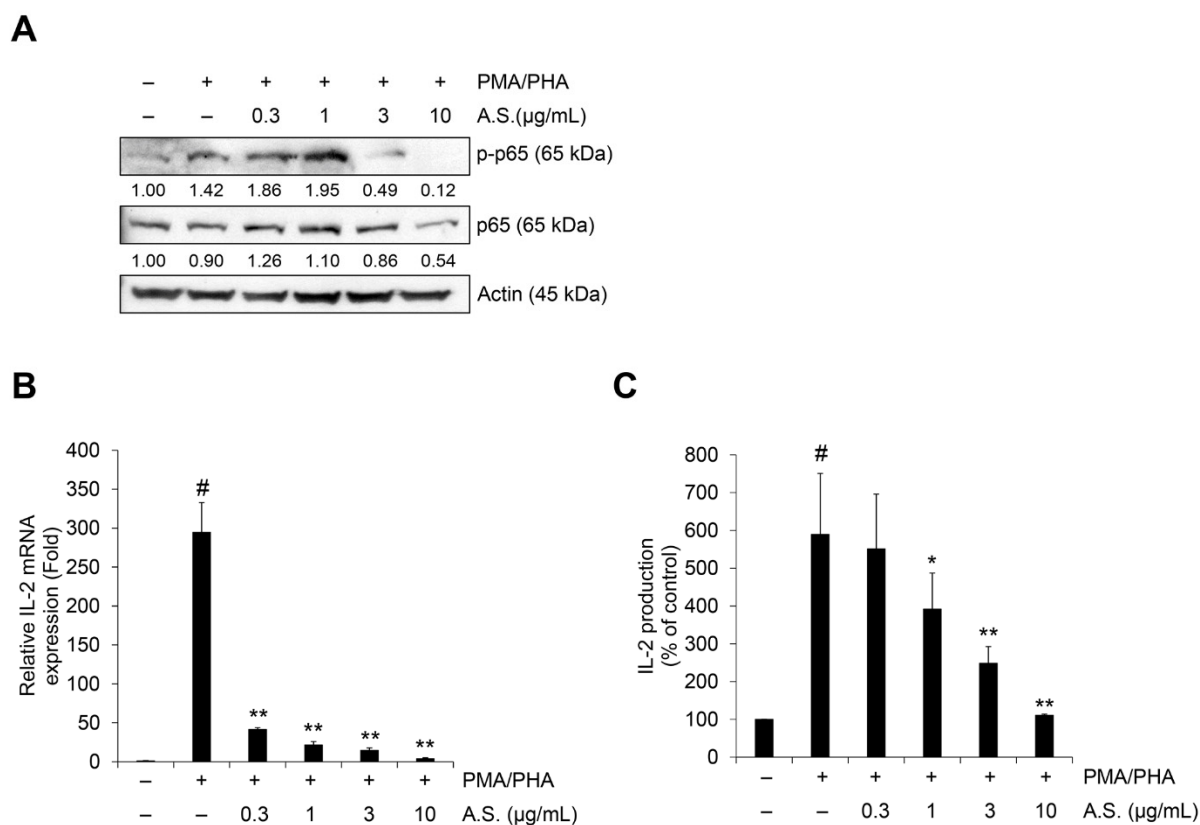 A
– + + + + + PMA/PHA
– – 0.3 1 3 10 A.S.(µg/mL)
p-p65 (65 kDa)
1.00 1.42 1.86 1.95 0.49 0.12
p65 (65 kDa)
1.00 0.90 1.26 1.10 0.86 0.54
Actin (45 kDa)
B
Relative IL-2 mRNA
expression (Fold)
400
350
300
250
200
150
100
50
0
#
** ** ** **
– + + + + + PMA/PHA
– – 0.3 1 3 10 A.S. (µg/mL)
C
IL-2 production
(% of control)
800
700
600
500
400
300
200
100
0
#
*
**
**
– + + + + + PMA/PHA
– – 0.3 1 3 10 A.S. (µg/mL)